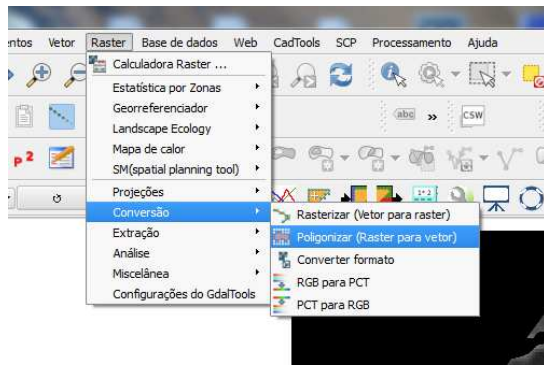 entos Vetor Raster Base de dados Web CadTools SCP Processamento Ajuda
Calculadora Raster ...
Estatística por Zonas
Georreferenciador
Landscape Ecology
Mapa de calor
SM(spatial planning tool)
Projeções
Conversão
Extração
Análise
Miscelânea
Configurações do GdalTools
Rasterizar (Vetor para raster)
Poligonizar (Raster para vetor)
Converter formato
RGB para PCT
PCT para RGB
abc » CSW
P²